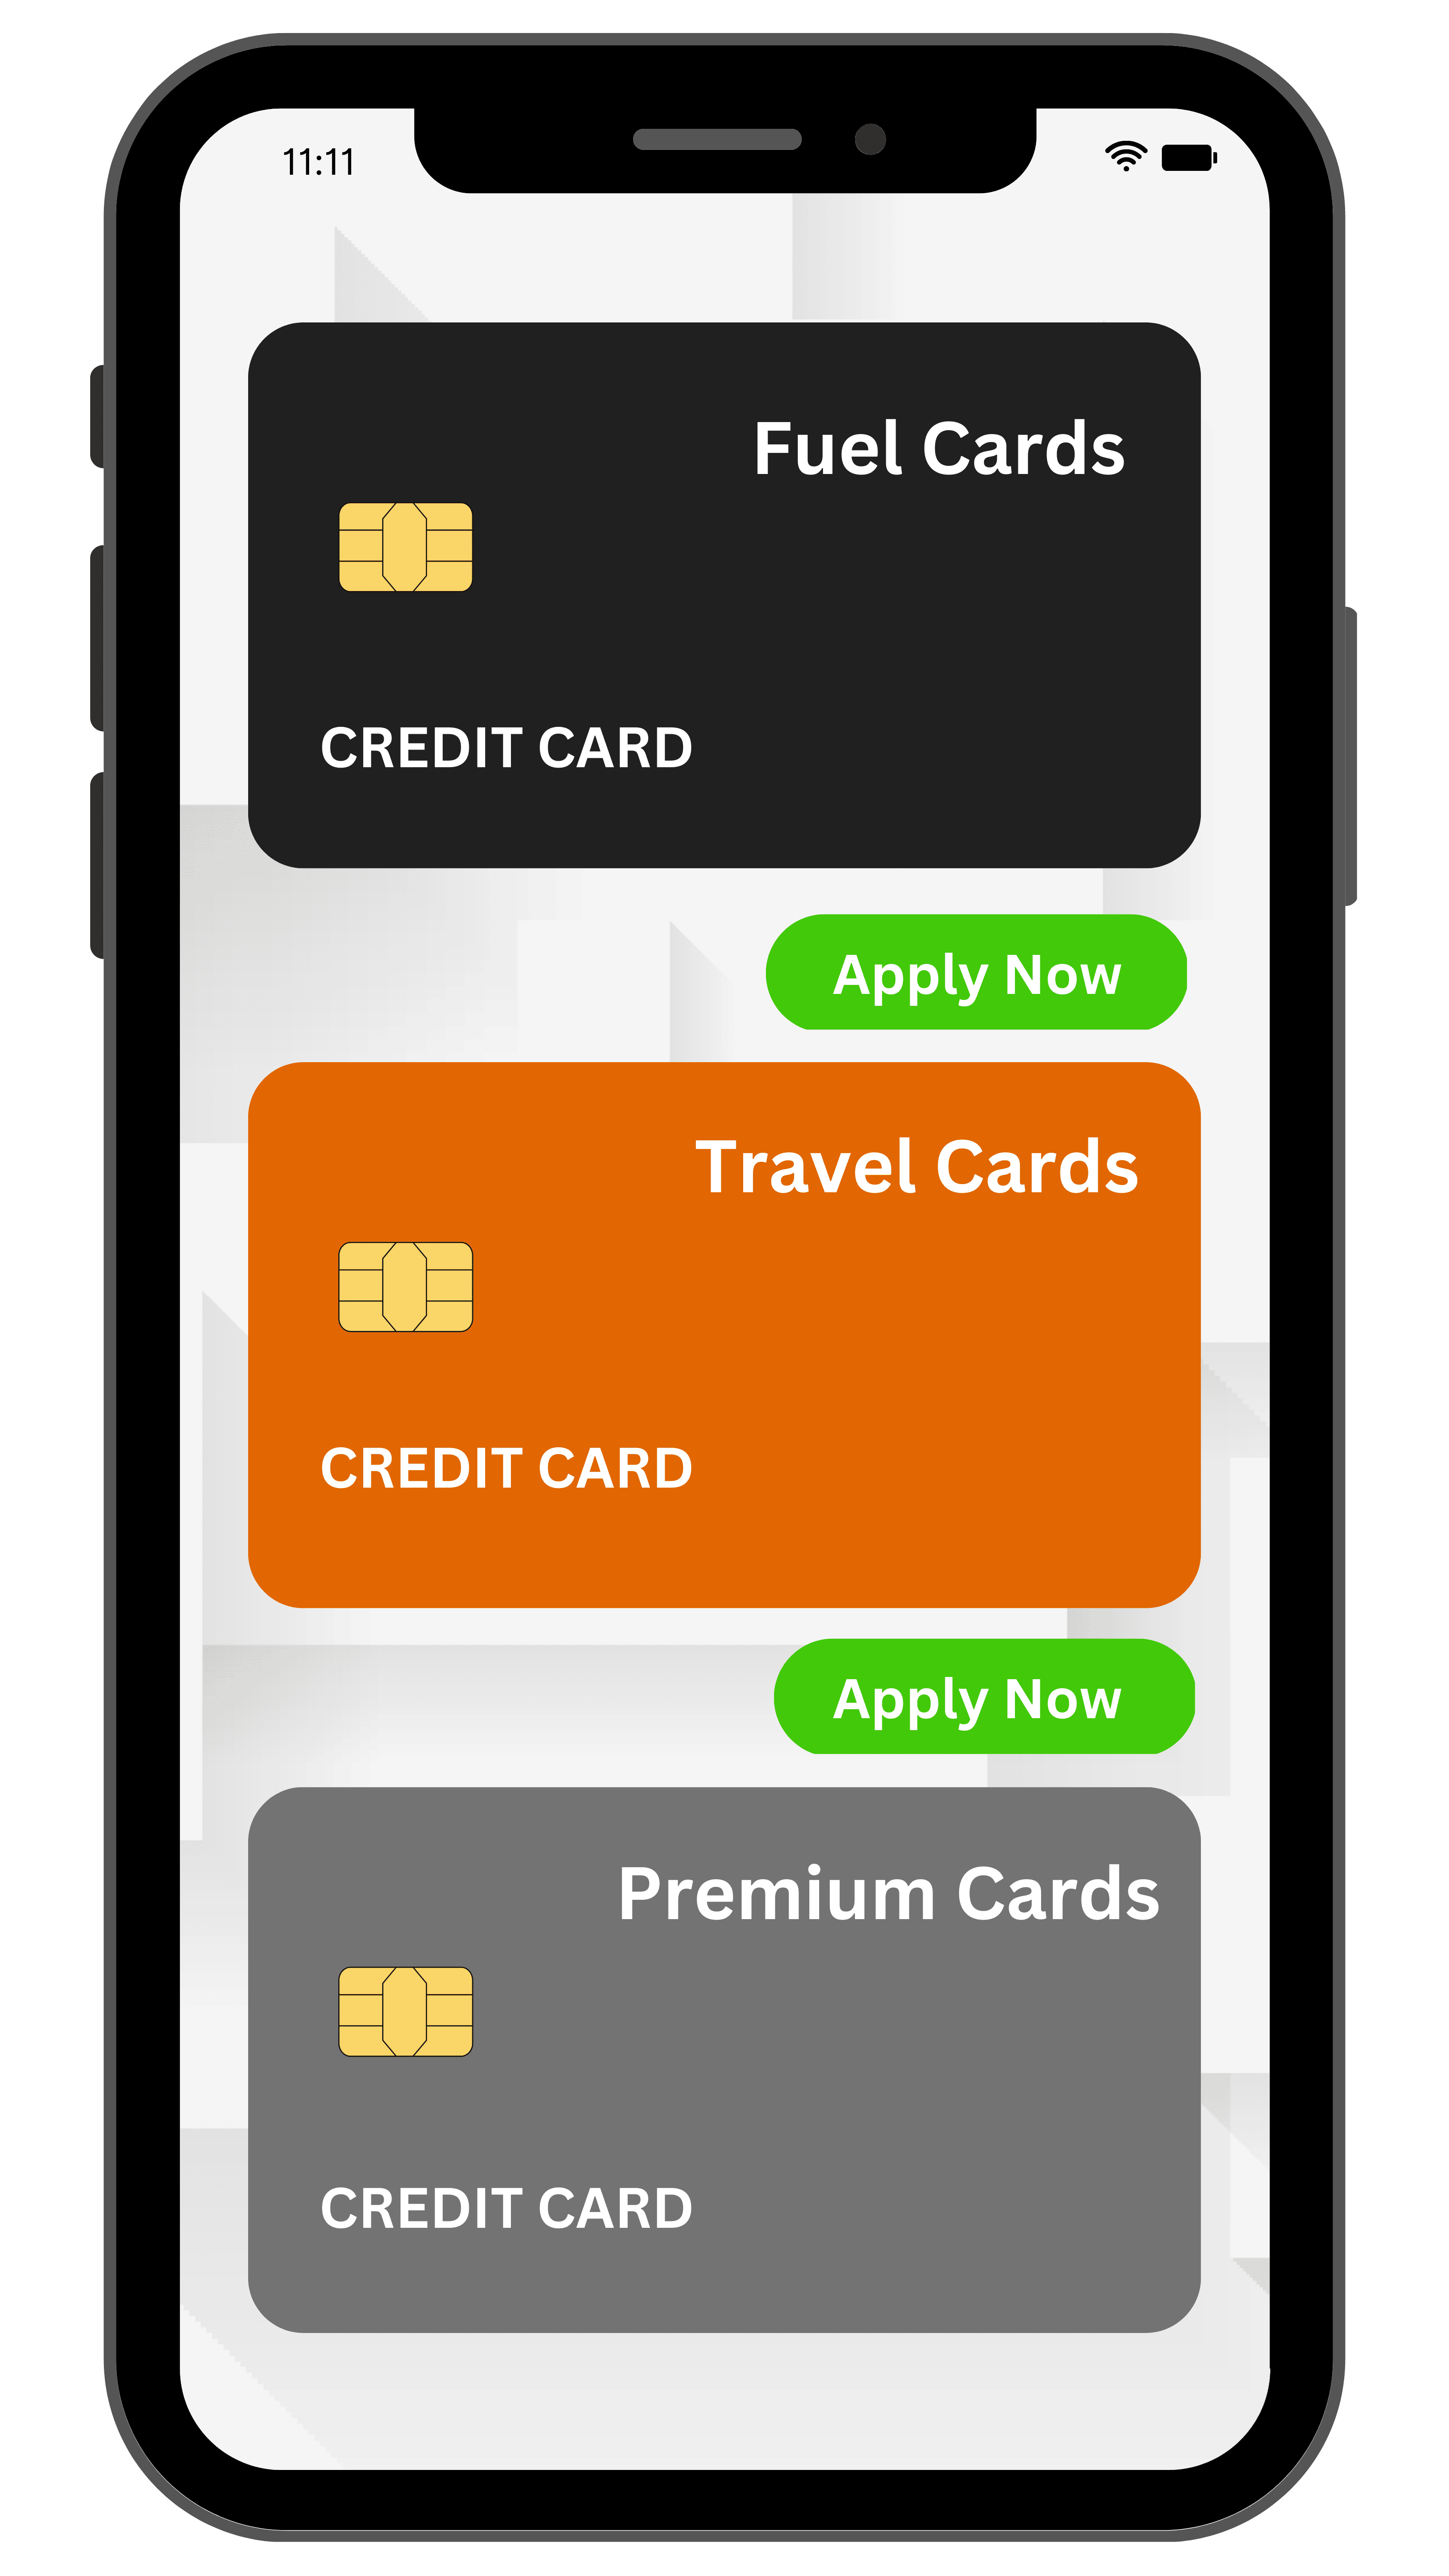 11:11
Fuel Cards
CREDIT CARD
Apply Now
Travel Cards
CREDIT CARD
Apply Now
Premium Cards
CREDIT CARD